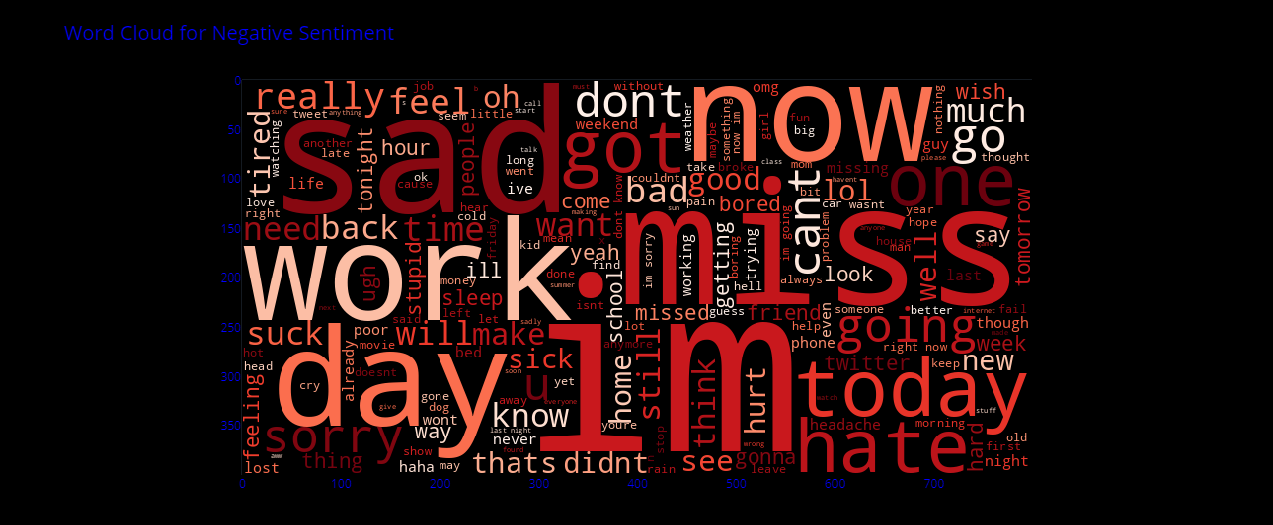 Word Cloud for Negative Sentiment
0
50
100
150
200
250
300
350
0 100 200 300 400 500 600 700
really
job
feel
oh
call
start
without
dont
now
omg
wish
nothing
much
go
thought
sure
tweet
anything
seem
little
weekend
weather
maybe
something
now im
girl
fun
big
guy
please
tired
watching
sad
another
late
tonight
hour
people
talk
long
went
ok
cause
ive
got
couldnt
take
broke
class
mom
missing
life
love
right
hear
cold
come
making
dont know
bad
sun
pain
good
bored
cant
bit
havent
lol
car
wasnt
one
year
hope
tomorrow
need
back
time
friday
want
mean
kid
yeah
im sorry
miss
im going
problem
anyone
house
man
say
work
ugh
stupid
ill
money
sleep
done
summer
find
isnt
school
working
getting
boring
trying
hell
always
look
well
last
left
let
said
sadly
missed
guess
friend
even
someone
better
internet
fail
suck
poor
will
make
lot
help
phone
going
though
week
hot
head
movie
already
doesnt
bed
sick
soon
anymore
still
im
twitter
right now
keep
new
day
cry
give
gone
dog
wont
u
yet
away
everyone
home
think
hurt
today
watch
stuff
feeling
sorry
way
know
last night
never
youre
stop
wrong
hate
headache
morning
hard
old
first
night
lost
thing
haha
show
may
thats
didnt
rain
see
gonna
leave